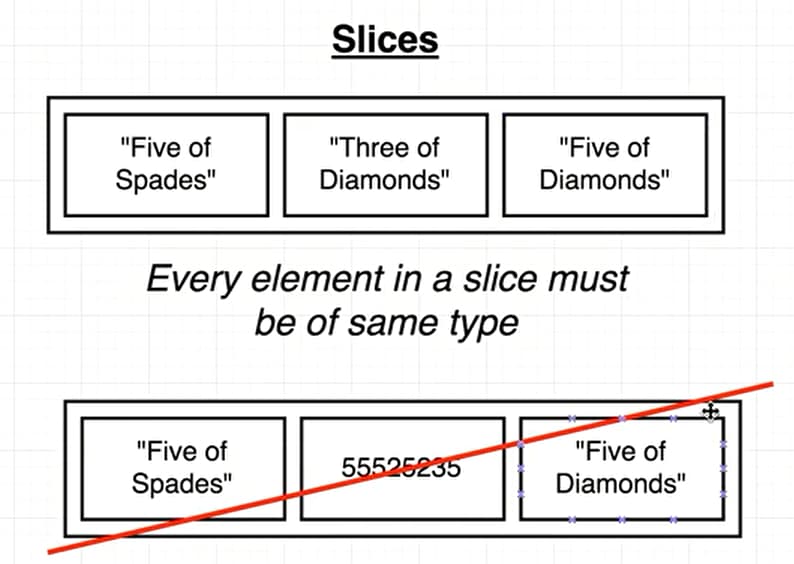 Slices
"Five of
Spades"
"Three of
Diamonds"
"Five of
Diamonds"
Every element in a slice must
be of same type
"Five of
Spades"
55525235
"Five of
Diamonds"